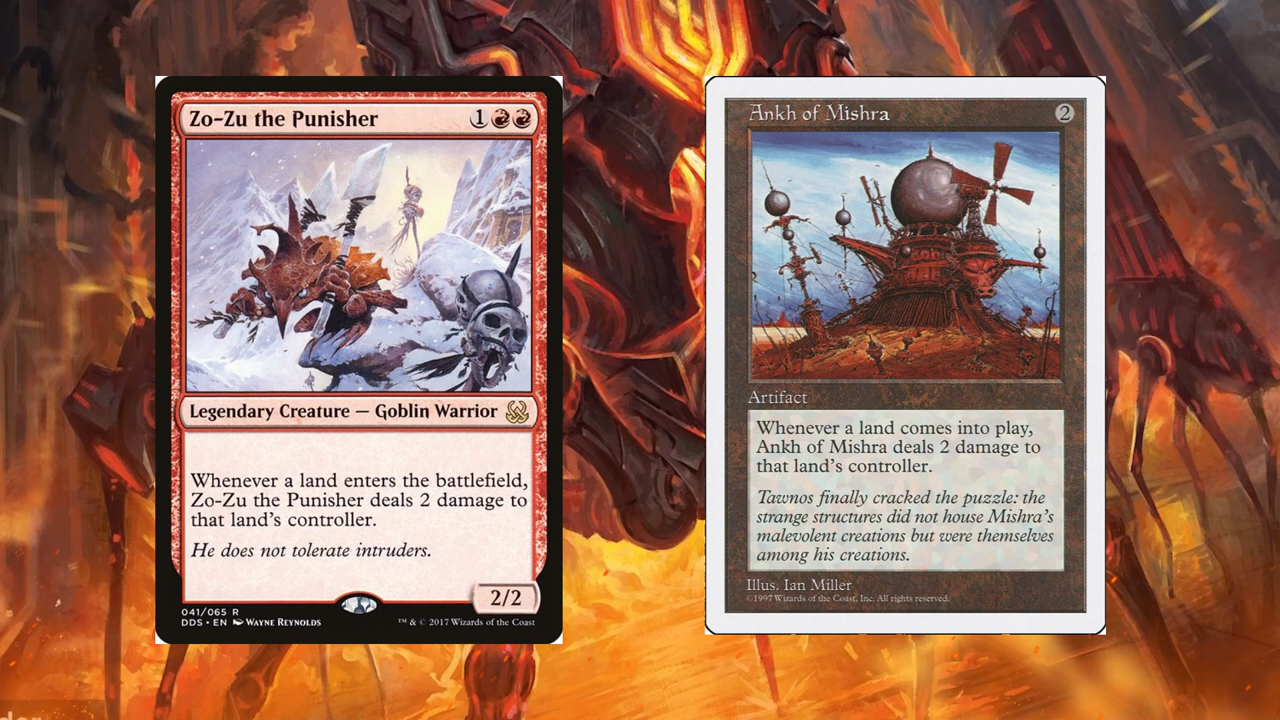 Zo-Zu the Punisher 1
Legendary Creature — Goblin Warrior
Whenever a land enters the battlefield,
Zo-Zu the Punisher deals 2 damage to
that land's controller.
He does not tolerate intruders.
2/2
041/065 R
DDS • EN WAYNE REYNOLDS
™ & © 2017 Wizards of the Coast
Ankh of Mishra 2
Artifact
Whenever a land comes into play,
Ankh of Mishra deals 2 damage to
that land's controller.
Tawnos finally cracked the puzzle: the
strange structures did not house Mishra's
malevolent creations but were themselves
among his creations.
Illus. Ian Miller
©1997 Wizards of the Coast, Inc. All rights reserved.